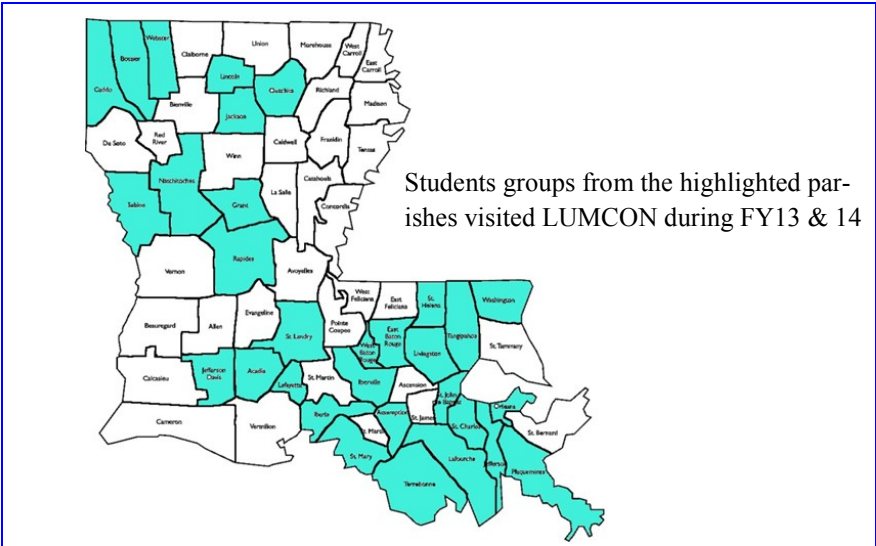 Webster
Bossier
Caddo
Claiborne
Union
Morehouse
West
Carroll
East
Carroll
Lincoln
Ouachita
Richland
Madison
Bienville
Jackson
De Soto
Red
River
Caldwell
Franklin
Tensas
Winn
Natchitoches
Sabine
Grant
La Salle
Catahoula
Concordia
Students groups from the highlighted par-
ishes visited LUMCON during FY13 & 14
Vernon
Rapides
Avoyelles
Beauregard
Allen
Evangeline
Pointe
Coupee
West
Feliciana
East
Feliciana
St.
Helena
Tangipahoa
Washington
St. Tammany
St. Landry
West
Baton
Rouge
East
Baton
Rouge
Livingston
Calcasieu
Jefferson
Davis
Acadia
Lafayette
St. Martin
Iberville
Ascension
St. John
the Baptist
Orleans
Cameron
Vermilion
Iberia
St. Martin
Assumption
St. James
St. Charles
St. Bernard
St. Mary
Terrebonne
Lafourche
Jefferson
Plaquemines